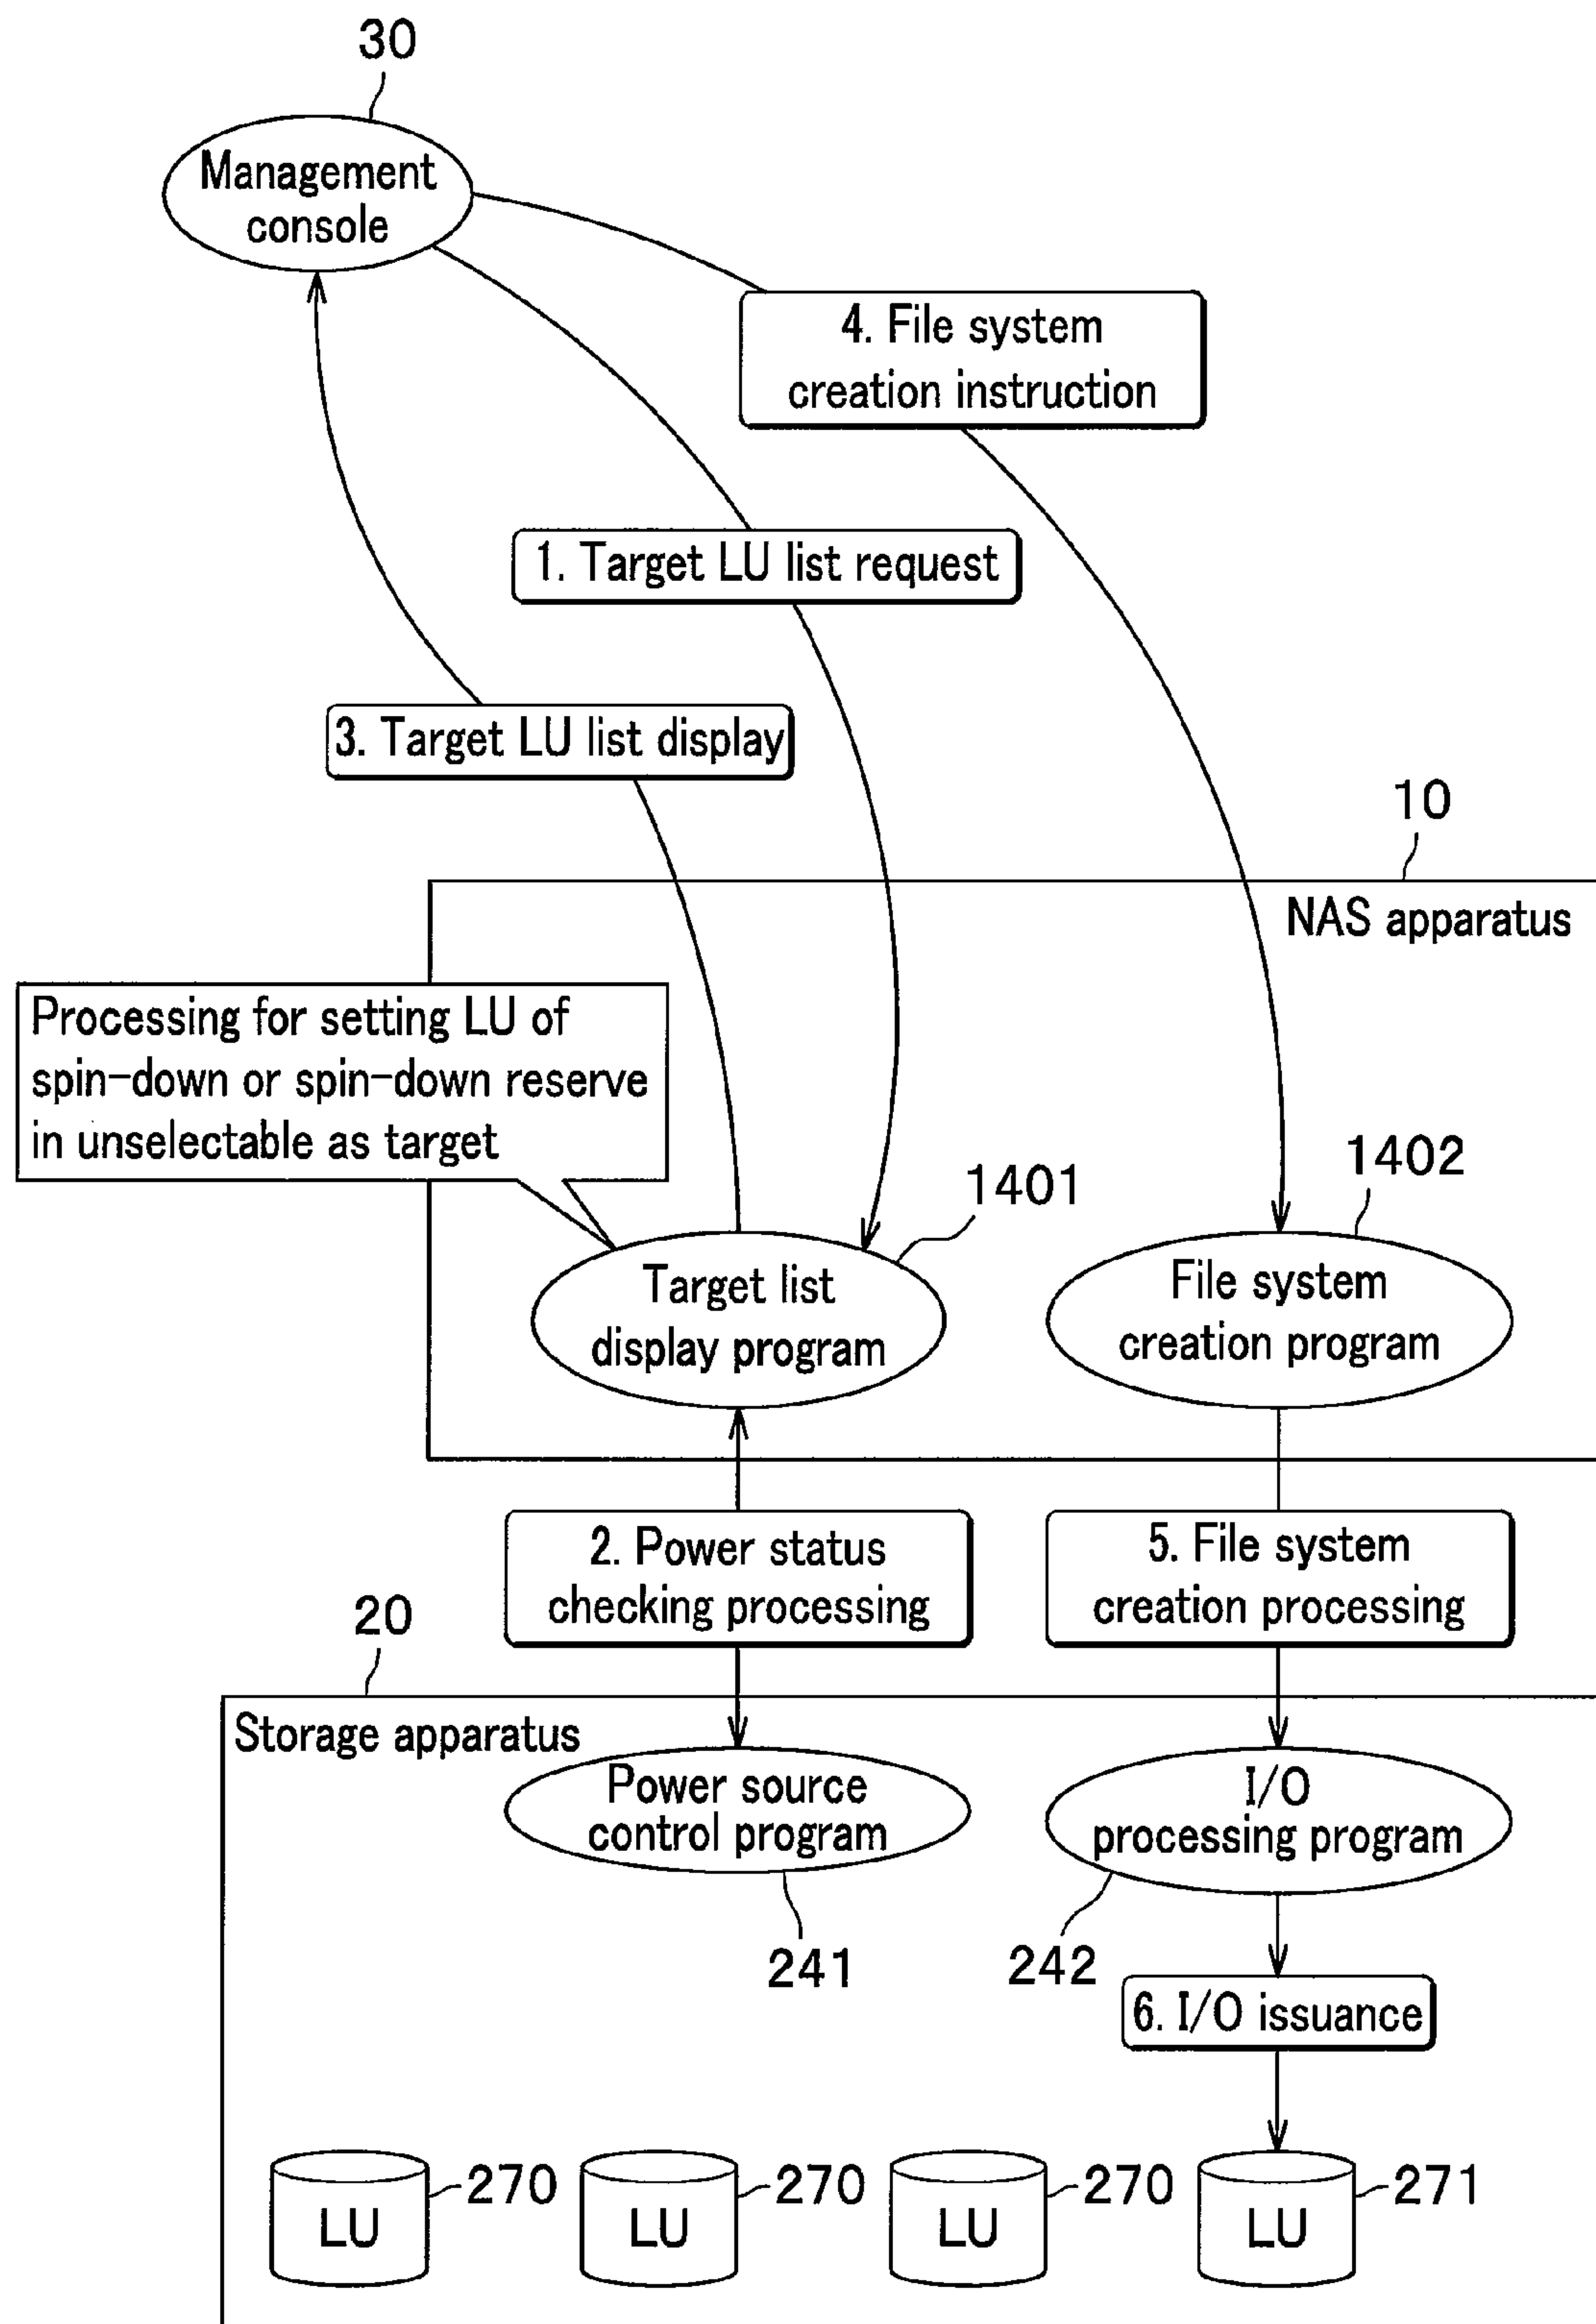 30
Management
console
4. File system
creation instruction
1. Target LU list request
3. Target LU list display
10
NAS apparatus
Processing for setting LU of
spin-down or spin-down reserve
in unselectable as target
1401
1402
Target list
display program
File system
creation program
2. Power status
checking processing
5. File system
creation processing
20
Storage apparatus
Power source
control program
I/O
processing program
241
242
6. I/O issuance
LU
270
LU
270
LU
270
LU
271